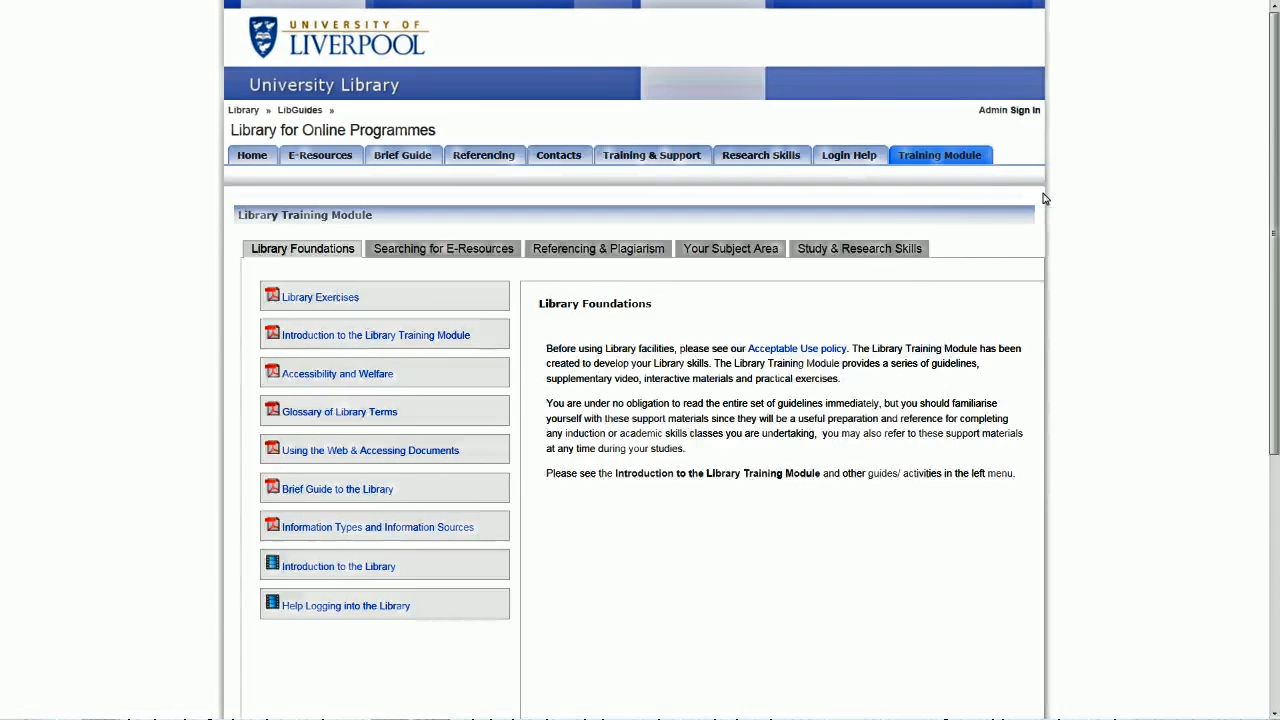 UNIVERSITY OF
LIVERPOOL
University Library
Library » LibGuides »
Admin Sign In
Library for Online Programmes
Home E-Resources Brief Guide Referencing Contacts Training & Support Research Skills Login Help Training Module
Library Training Module
Library Foundations Searching for E-Resources Referencing & Plagiarism Your Subject Area Study & Research Skills
Library Exercises
Introduction to the Library Training Module
Accessibility and Welfare
Glossary of Library Terms
Using the Web & Accessing Documents
Brief Guide to the Library
Information Types and Information Sources
Introduction to the Library
Help Logging into the Library
Library Foundations
Before using Library facilities, please see our Acceptable Use policy. The Library Training Module has been
created to develop your Library skills. The Library Training Module provides a series of guidelines,
supplementary video, interactive materials and practical exercises.
You are under no obligation to read the entire set of guidelines immediately, but you should familiarise
yourself with these support materials since they will be a useful preparation and reference for completing
any induction or academic skills classes you are undertaking, you may also refer to these support materials
at any time during your studies.
Please see the Introduction to the Library Training Module and other guides/ activities in the left menu.